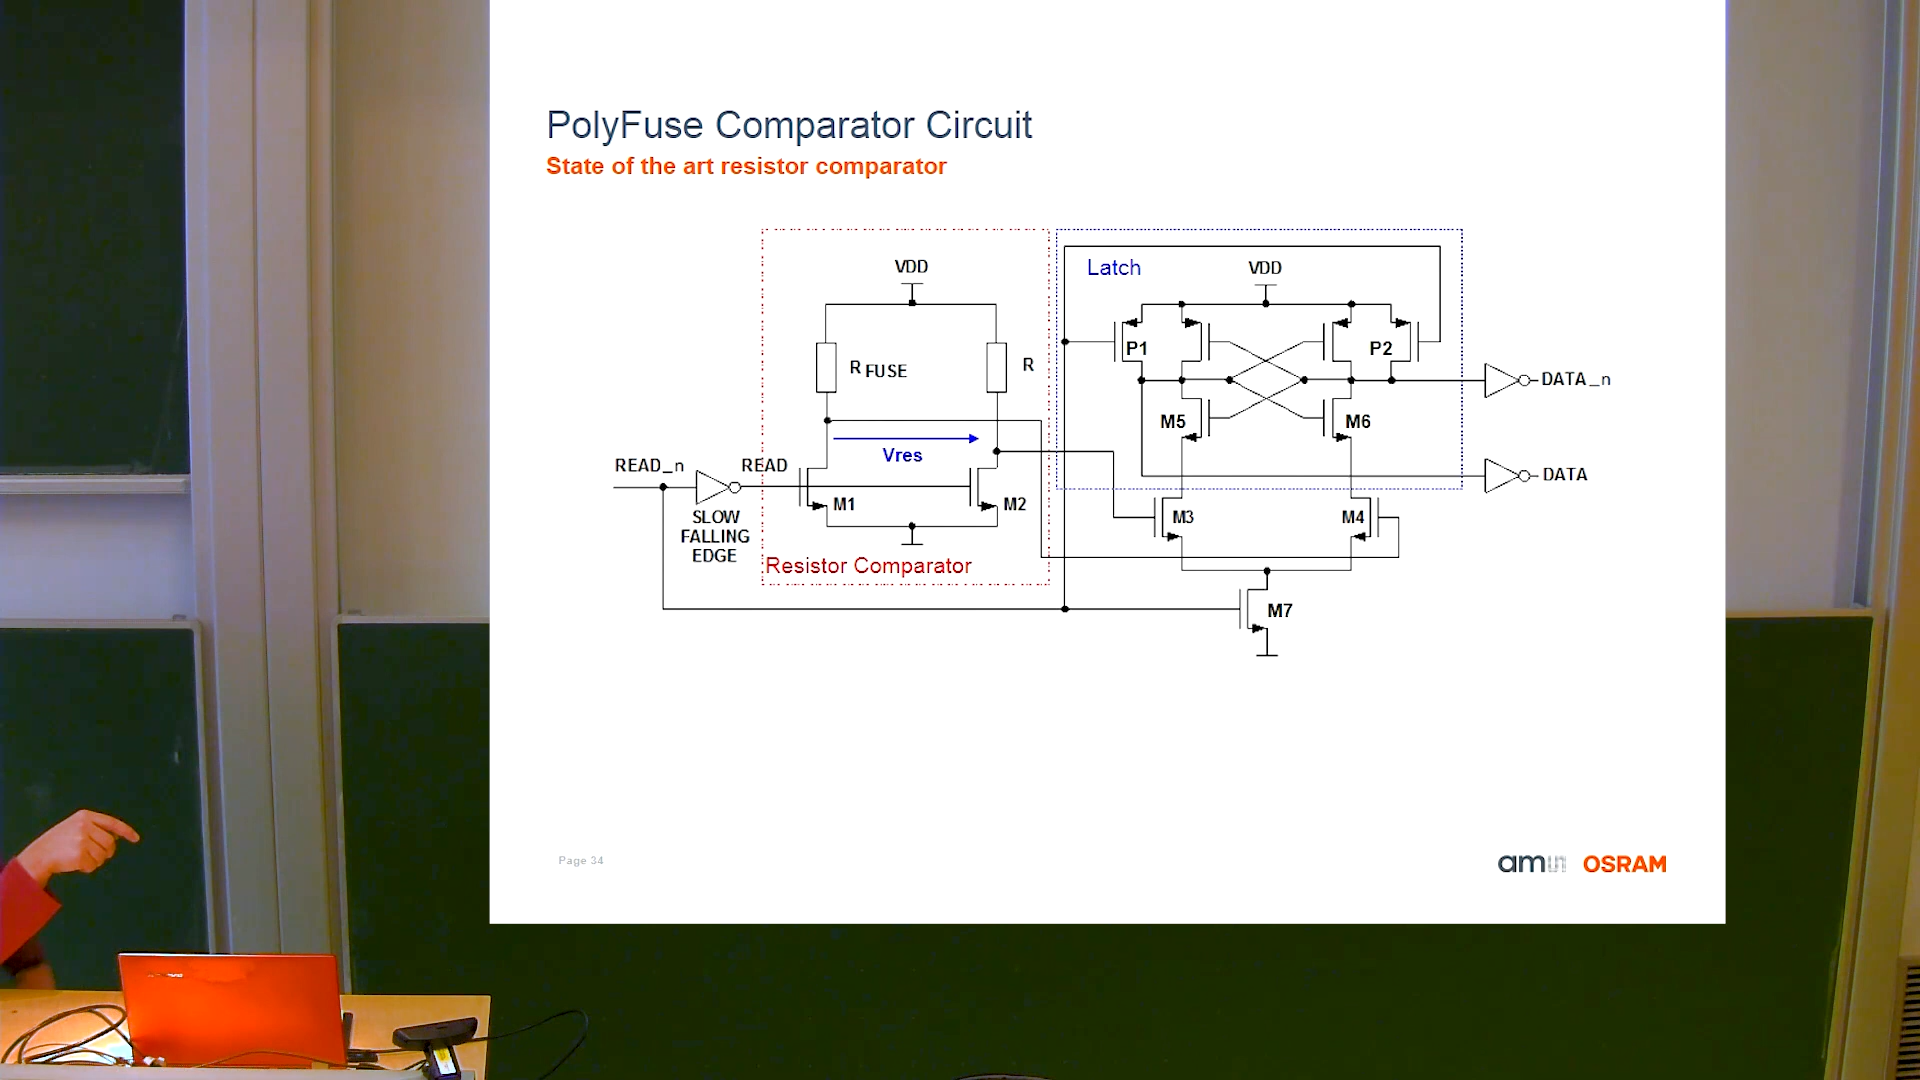 PolyFuse Comparator Circuit
State of the art resistor comparator
Latch
VDD
VDD
P1
P2
R FUSE
R
DATA_n
M5
M6
Vres
READ_n
READ
DATA
M1
M2
M3
M4
SLOW
FALLING
EDGE
Resistor Comparator
M7
Page 34
am
OSRAM